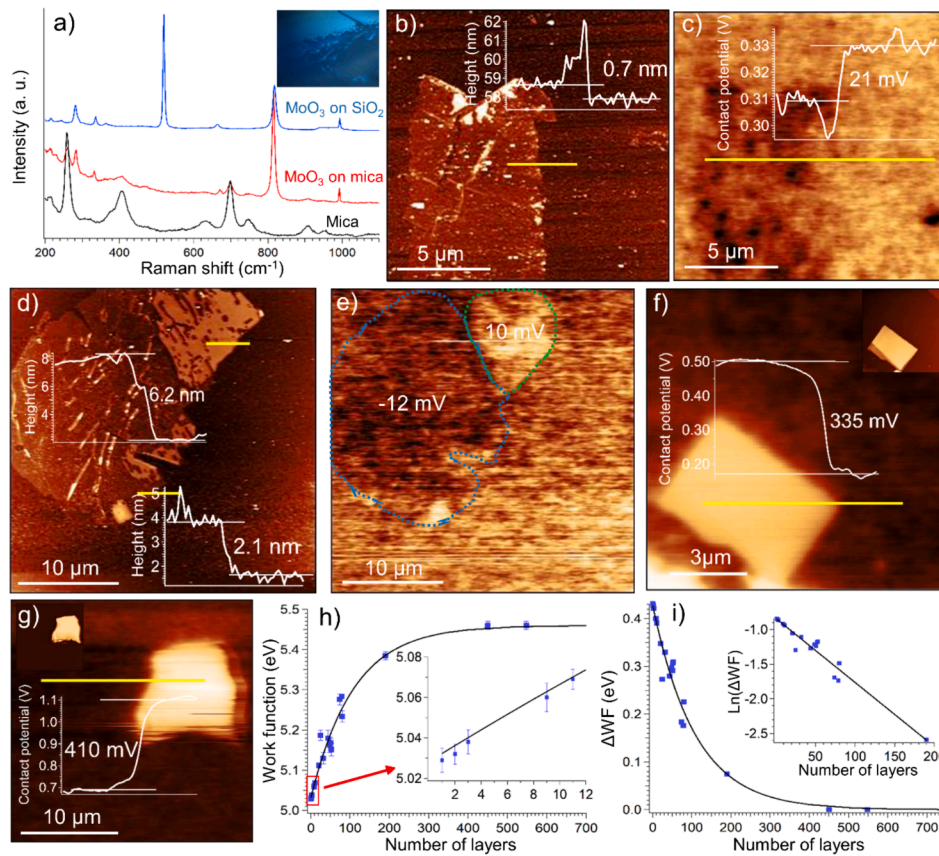 a)
Intensity (a. u.)
MoO₃ on SiO₂
MoO₃ on mica
Mica
200 400 600 800 1000
Raman shift (cm⁻¹)
b)
Height (nm)
62
61
60
59
58
0.7 nm
5 µm
c)
Contact potential (V)
0.33
0.31
0.30
21 mV
5 µm
d)
Height (nm)
8
6
4
2
6.2 nm
Height (nm)
5
4
3
2
2.1 nm
10 µm
e)
10 mV
-12 mV
10 µm
f)
Contact potential (V)
0.50
0.40
0.30
0.20
335 mV
3µm
g)
Contact potential (V)
1.1
1.0
0.9
0.8
0.7
410 mV
10 µm
h)
Work function (eV)
5.5
5.4
5.3
5.2
5.1
5.0
0 100 200 300 400 500 600 700
Number of layers
5.08
5.06
5.04
5.02
2 4 6 8 10 12
Number of layers
i)
ΔWF (eV)
0.4
0.3
0.2
0.1
0.0
0 100 200 300 400 500 600 700
Number of layers
Ln(ΔWF)
-1.0
-1.5
-2.0
-2.5
0 50 100 150 20
Number of layers